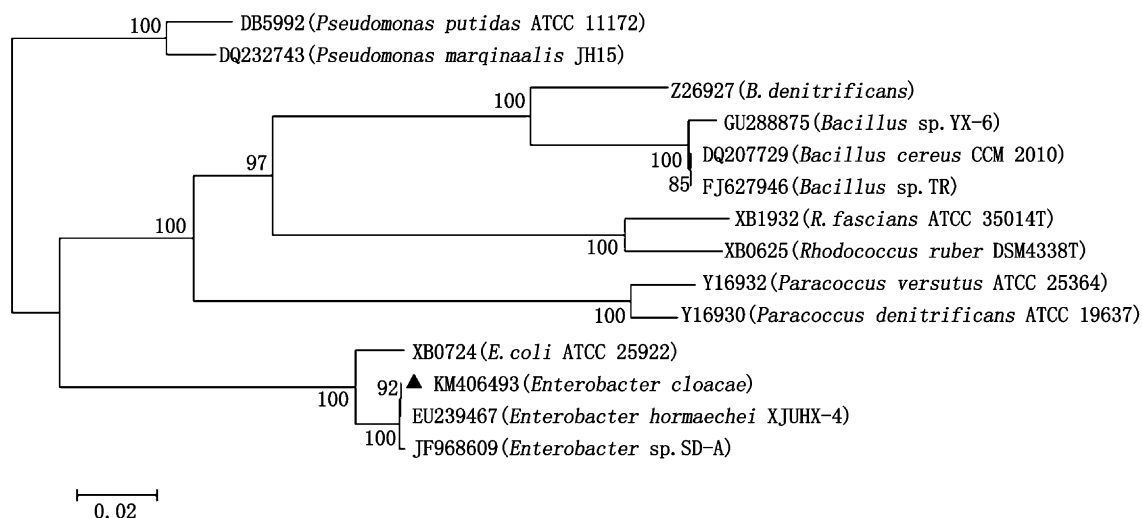 100
DB5992(Pseudomonas putidas ATCC 11172)
DQ232743(Pseudomonas marqinaalis JH15)
100
Z26927(B.denitrificans)
GU288875(Bacillus sp.YX-6)
100
DQ207729(Bacillus cereus CCM 2010)
97
85
FJ627946(Bacillus sp.TR)
100
XB1932(R.fascians ATCC 35014T)
100
XB0625(Rhodococcus ruber DSM4338T)
Y16932(Paracoccus versutus ATCC 25364)
100
Y16930(Paracoccus denitrificans ATCC 19637)
XB0724(E.coli ATCC 25922)
92
▲ KM406493(Enterobacter cloacae)
100
EU239467(Enterobacter hormaechei XJUHX-4)
100
JF968609(Enterobacter sp.SD-A)
0.02